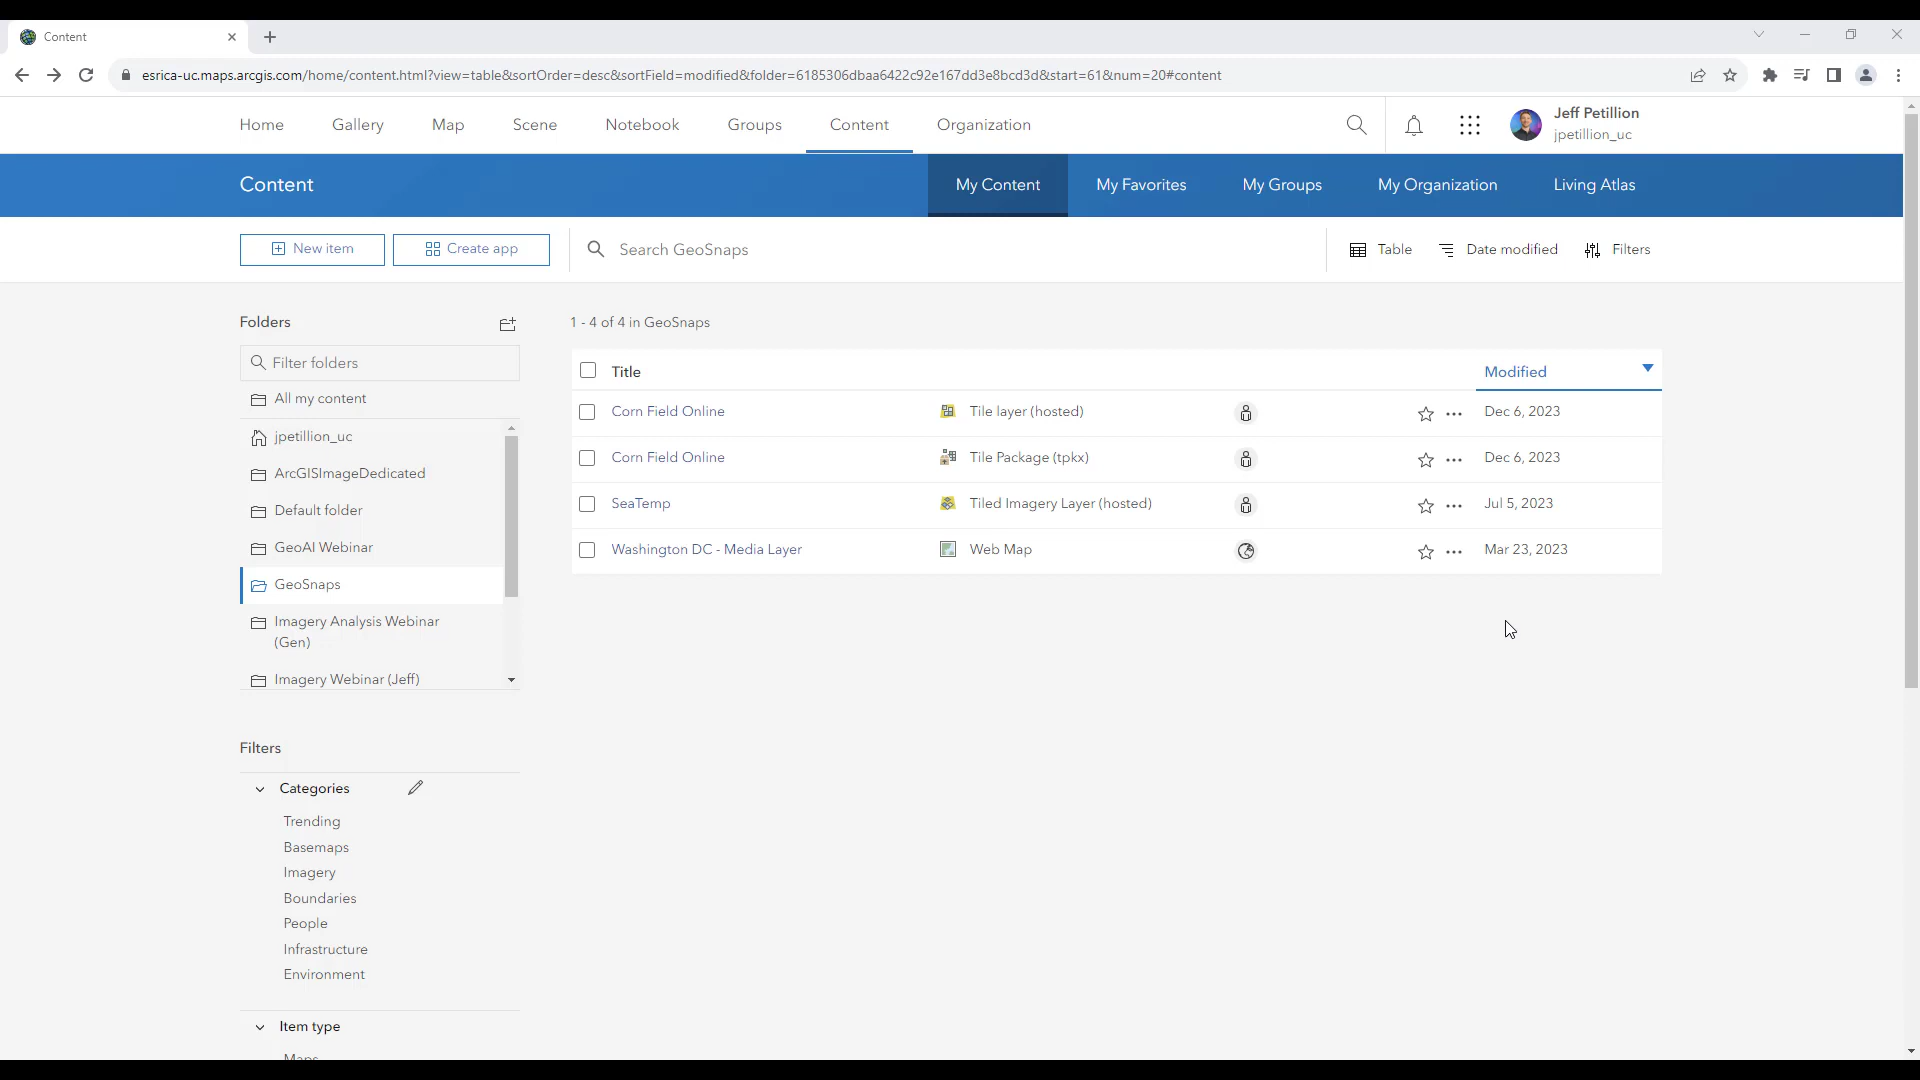 Content
esrica-uc.maps.arcgis.com/home/content.html?view=table&sortOrder=desc&sortField=modified&folder=6185306dbaa6422c92e167dd3e8bcd3d&start=61&num=20#content
Home Gallery Map Scene Notebook Groups Content Organization
Jeff Petillion
jpetillion_uc
Content
My Content My Favorites My Groups My Organization Living Atlas
New item Create app Search GeoSnaps Table Date modified Filters
Folders
1 - 4 of 4 in GeoSnaps
Filter folders
Title Modified
All my content
Corn Field Online Tile layer (hosted) Dec 6, 2023
jpetillion_uc
Corn Field Online Tile Package (tpkx) Dec 6, 2023
ArcGISImageDedicated
SeaTemp Tiled Imagery Layer (hosted) Jul 5, 2023
Default folder
Washington DC - Media Layer Web Map Mar 23, 2023
GeoAI Webinar
GeoSnaps
Imagery Analysis Webinar
(Gen)
Imagery Webinar (Jeff)
Filters
Categories
Trending
Basemaps
Imagery
Boundaries
People
Infrastructure
Environment
Item type
Maps